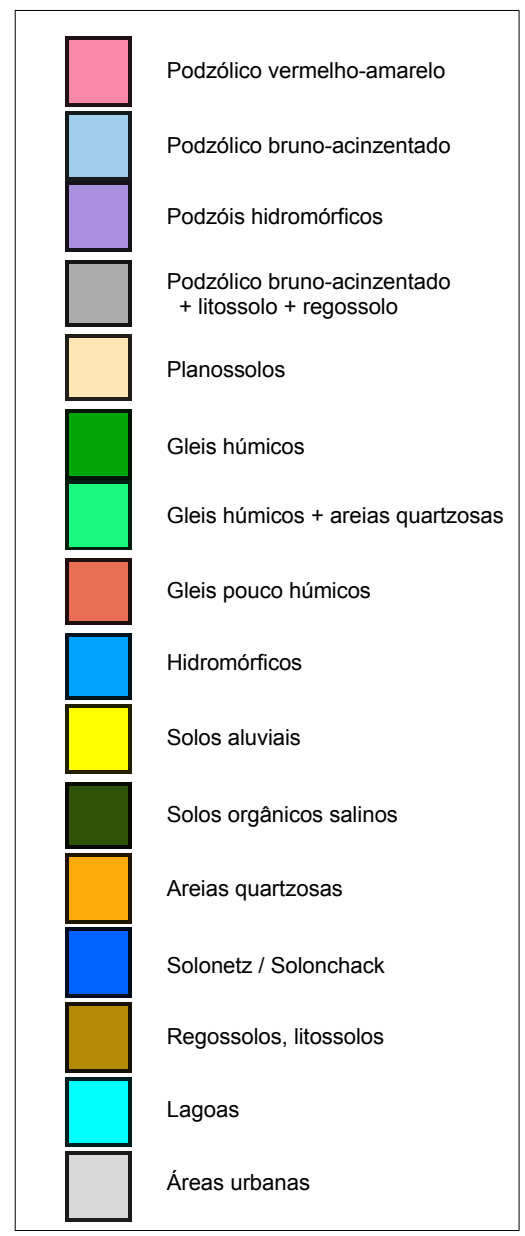 Podzólico vermelho-amarelo
Podzólico bruno-acinzentado
Podzóis hidromórficos
Podzólico bruno-acinzentado
+ litossolo + regossolo
Planossolos
Gleis húmicos
Gleis húmicos + areias quartzosas
Gleis pouco húmicos
Hidromórficos
Solos aluviais
Solos orgânicos salinos
Areias quartzosas
Solonetz / Solonchack
Regossolos, litossolos
Lagoas
Áreas urbanas